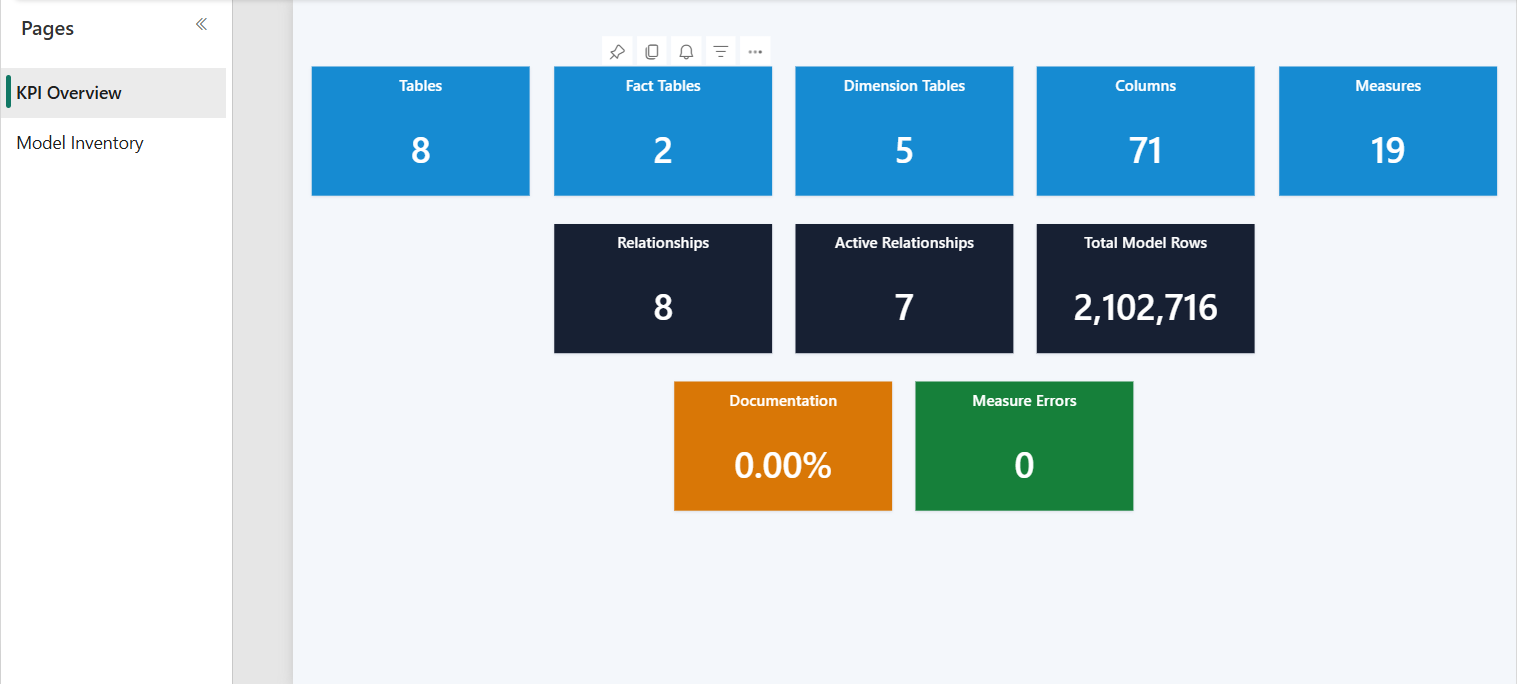 Pages
KPI Overview
Model Inventory
Tables
8
Fact Tables
2
Dimension Tables
5
Columns
71
Measures
19
Relationships
8
Active Relationships
7
Total Model Rows
2,102,716
Documentation
0.00%
Measure Errors
0